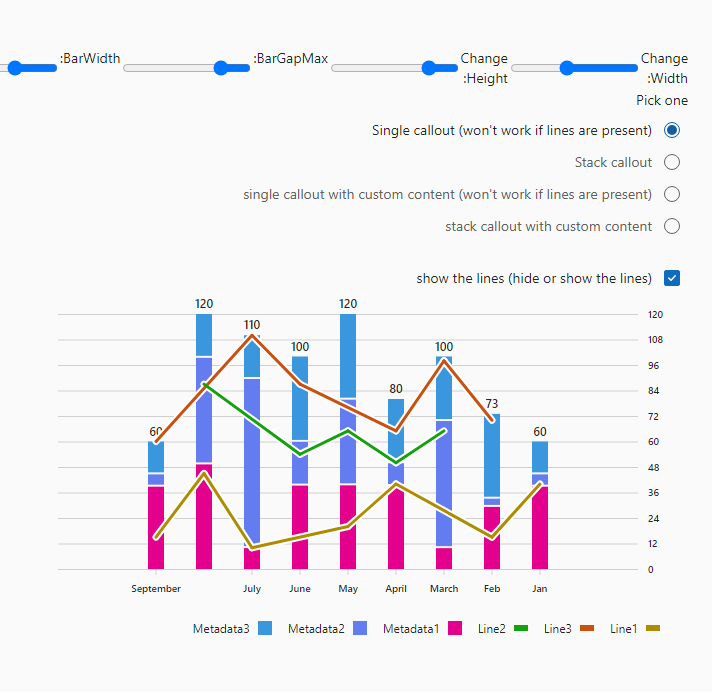 :BarWidth
:BarGapMax
Change :Height
Change :Width
Pick one
Single callout (won't work if lines are present)
Stack callout
single callout with custom content (won't work if lines are present)
stack callout with custom content
show the lines (hide or show the lines)
120
108
96
84
72
60
48
36
24
12
0
60
120
110
100
120
80
100
73
60
September
July
June
May
April
March
Feb
Jan
Metadata3
Metadata2
Metadata1
Line2
Line3
Line1